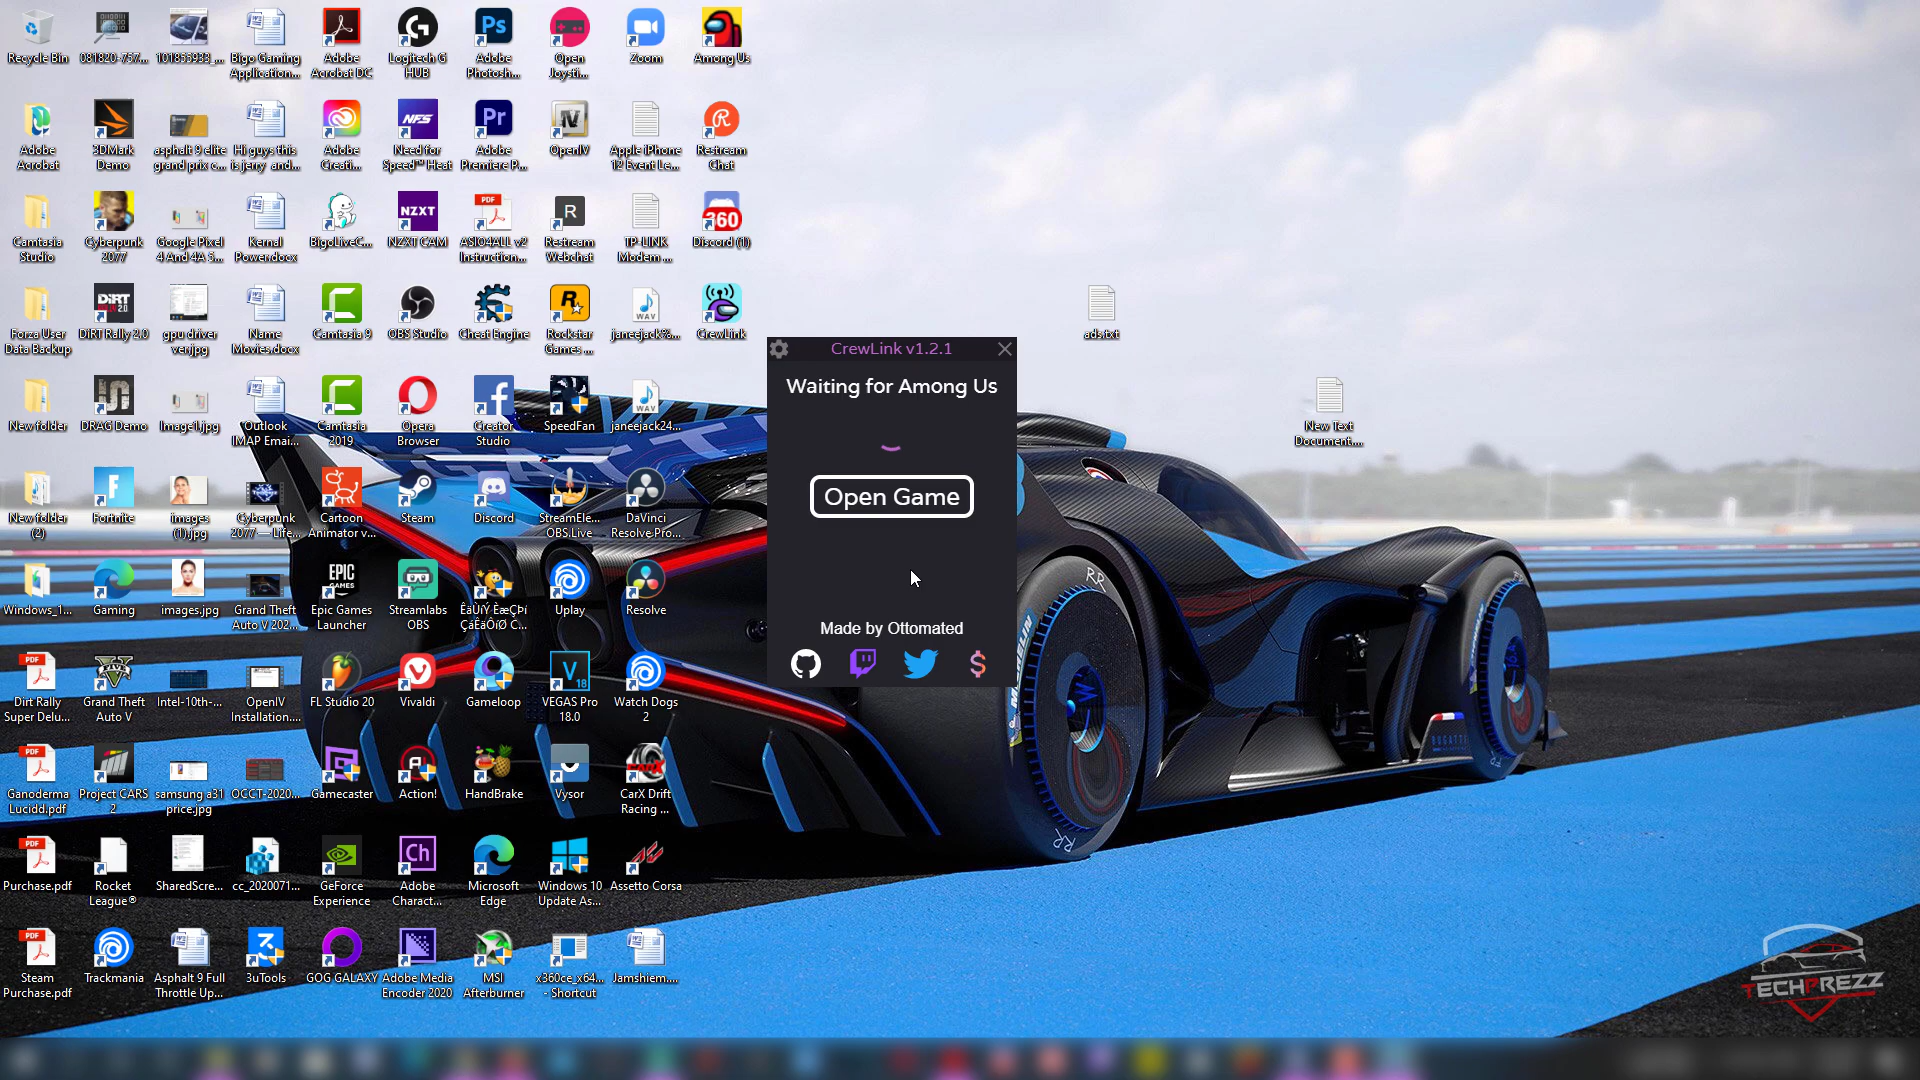 Recycle Bin
081820-757...
101855933_...
Bigo Gaming
Application...
Adobe
Acrobat DC
Logitech G
HUB
Adobe
Photosh...
Open
Joysti...
Zoom
Among Us
Adobe
Acrobat
3DMark
Demo
asphalt 9 elite
grand prix c...
Hi guys this
is jerry and...
Adobe
Creati...
Need for
Speed™ Heat
Adobe
Premiere P...
OpenIV
Apple iPhone
12 Event Le...
Restream
Chat
Camtasia
Studio
Cyberpunk
2077
Google Pixel
4 And 4A 5...
Kernal
Power.docx
BigoLiveC...
NZXT CAM
ASIO4ALL v2
Instruction...
Restream
Webchat
TP-LINK
Modem ...
Discord (1)
Forza User
Data Backup
DiRT Rally 2.0
gpu driver
ver.jpg
Name
Movies.docx
Camtasia 9
OBS Studio
Cheat Engine
Rockstar
Games ...
janeejack%...
CrewLink
ads.txt
New folder
DRAG Demo
Image1.jpg
Outlook
IMAP Emai...
Camtasia
2019
Opera
Browser
Creator
Studio
SpeedFan
janeejack24...
New Text
Document....
CrewLink v1.2.1
Waiting for Among Us
Open Game
Made by Ottomated
New folder
(2)
Fortnite
images
(1).jpg
Cyberpunk
2077 — Life...
Cartoon
Animator v...
Steam
Discord
StreamEle...
OBS.Live
DaVinci
Resolve Pro...
Windows_1...
Gaming
images.jpg
Grand Theft
Auto V 202...
Epic Games
Launcher
Streamlabs
OBS
Uplay
Resolve
Dirt Rally
Super Delu...
Grand Theft
Auto V
Intel-10th-...
OpenIV
Installation....
FL Studio 20
Vivaldi
Gameloop
VEGAS Pro
18.0
Watch Dogs
2
Ganoderma
Lucidd.pdf
Project CARS
2
samsung a31
price.jpg
OCCT-2020...
Gamecaster
Action!
HandBrake
Vysor
CarX Drift
Racing ...
Purchase.pdf
Rocket
League®
SharedScre...
cc_2020071...
GeForce
Experience
Adobe
Charact...
Microsoft
Edge
Windows 10
Update As...
Assetto Corsa
Steam
Purchase.pdf
Trackmania
Asphalt 9 Full
Throttle Up...
3uTools
GOG GALAXY
Adobe Media
Encoder 2020
MSI
Afterburner
x360ce_x64...
- Shortcut
Jamshiem....
TECHPREZZ